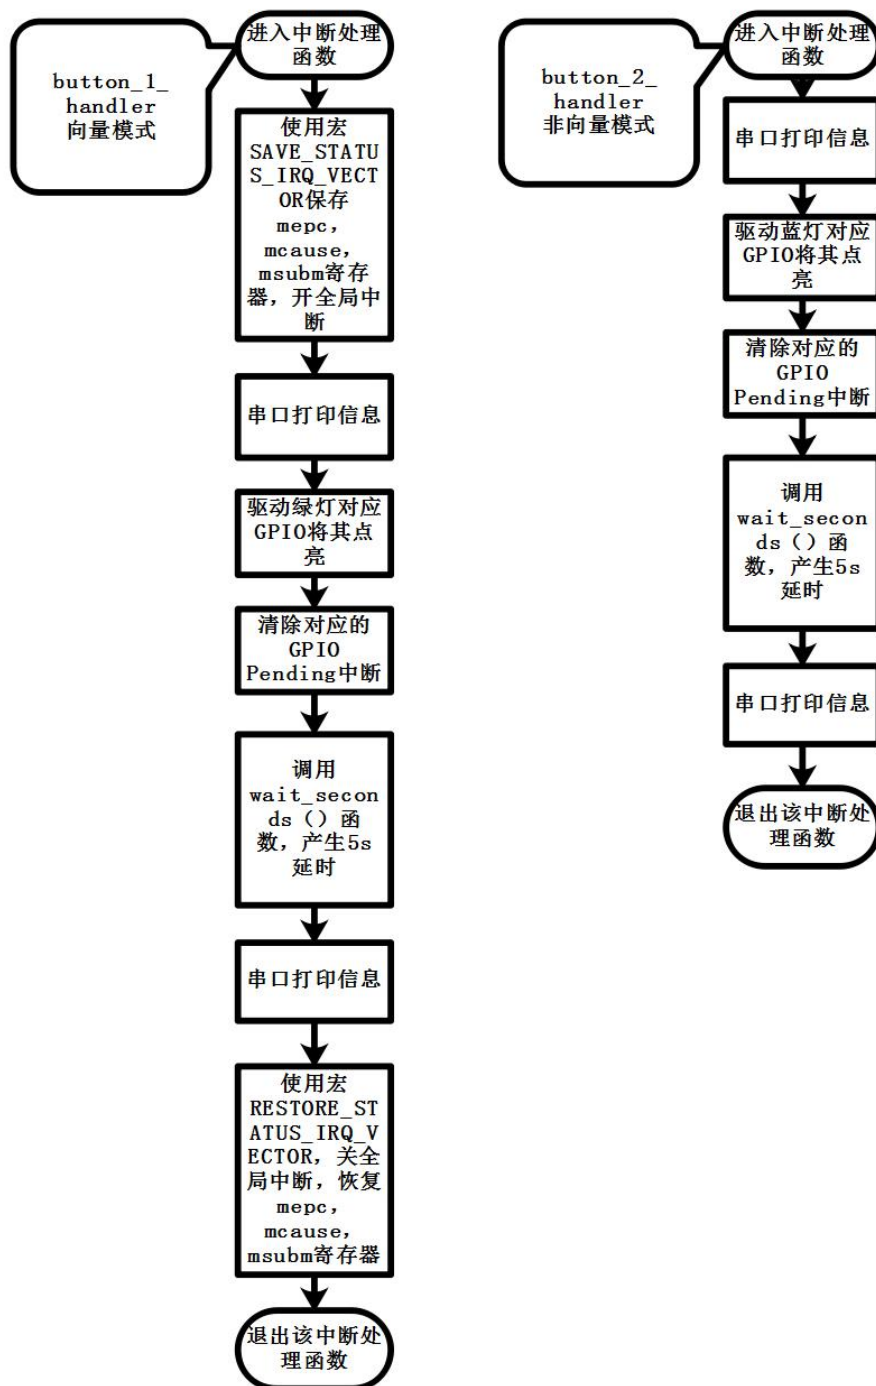 button_1_
handler
向量模式
进入中断处理
函数
使用宏
SAVE_STATU
S_IRQ_VECT
OR保存
mepc，
mcause，
msubm寄存
器，开全局中
断
串口打印信息
驱动绿灯对应
GPIO将其点
亮
清除对应的
GPIO
Pending中断
调用
wait_secon
ds（）函
数，产生5s
延时
串口打印信息
使用宏
RESTORE_ST
ATUS_IRQ_V
ECTOR，关全
局中断，恢复
mepc，
mcause，
msubm寄存器
退出该中断处
理函数
button_2_
handler
非向量模式
进入中断处理
函数
串口打印信息
驱动蓝灯对应
GPIO将其点
亮
清除对应的
GPIO
Pending中断
调用
wait_secon
ds（）函
数，产生5s
延时
串口打印信息
退出该中断处
理函数